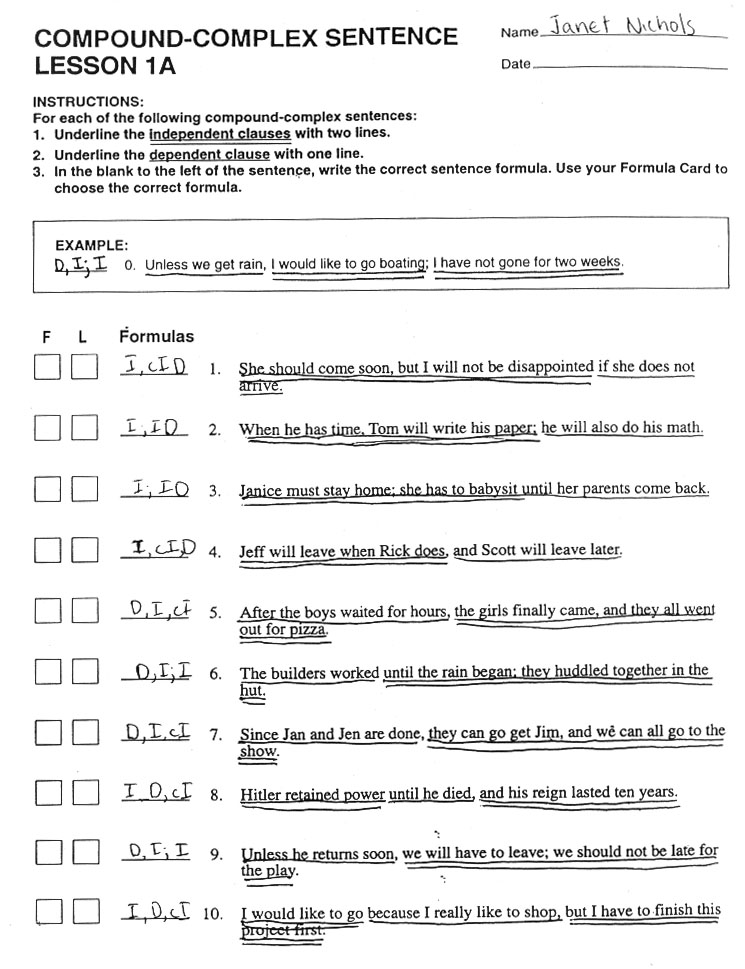 COMPOUND-COMPLEX SENTENCE
LESSON 1A
Name Janet Nichols
Date
INSTRUCTIONS:
For each of the following compound-complex sentences:
1. Underline the independent clauses with two lines.
2. Underline the dependent clause with one line.
3. In the blank to the left of the sentence, write the correct sentence formula. Use your Formula Card to
choose the correct formula.
EXAMPLE:
D, I; I 0. Unless we get rain, I would like to go boating; I have not gone for two weeks.
F L Formulas
I, cID 1. She should come soon, but I will not be disappointed if she does not
arrive.
I; ID 2. When he has time, Tom will write his paper; he will also do his math.
I; ID 3. Janice must stay home; she has to babysit until her parents come back.
I, cI,D 4. Jeff will leave when Rick does, and Scott will leave later.
D, I, cI 5. After the boys waited for hours, the girls finally came, and they all went
out for pizza.
D, I; I 6. The builders worked until the rain began; they huddled together in the
hut.
D, I, cI 7. Since Jan and Jen are done, they can go get Jim, and we can all go to the
show.
I D, cI 8. Hitler retained power until he died, and his reign lasted ten years.
D, I; I 9. Unless he returns soon, we will have to leave; we should not be late for
the play.
I, D, cI 10. I would like to go because I really like to shop, but I have to finish this
project first.